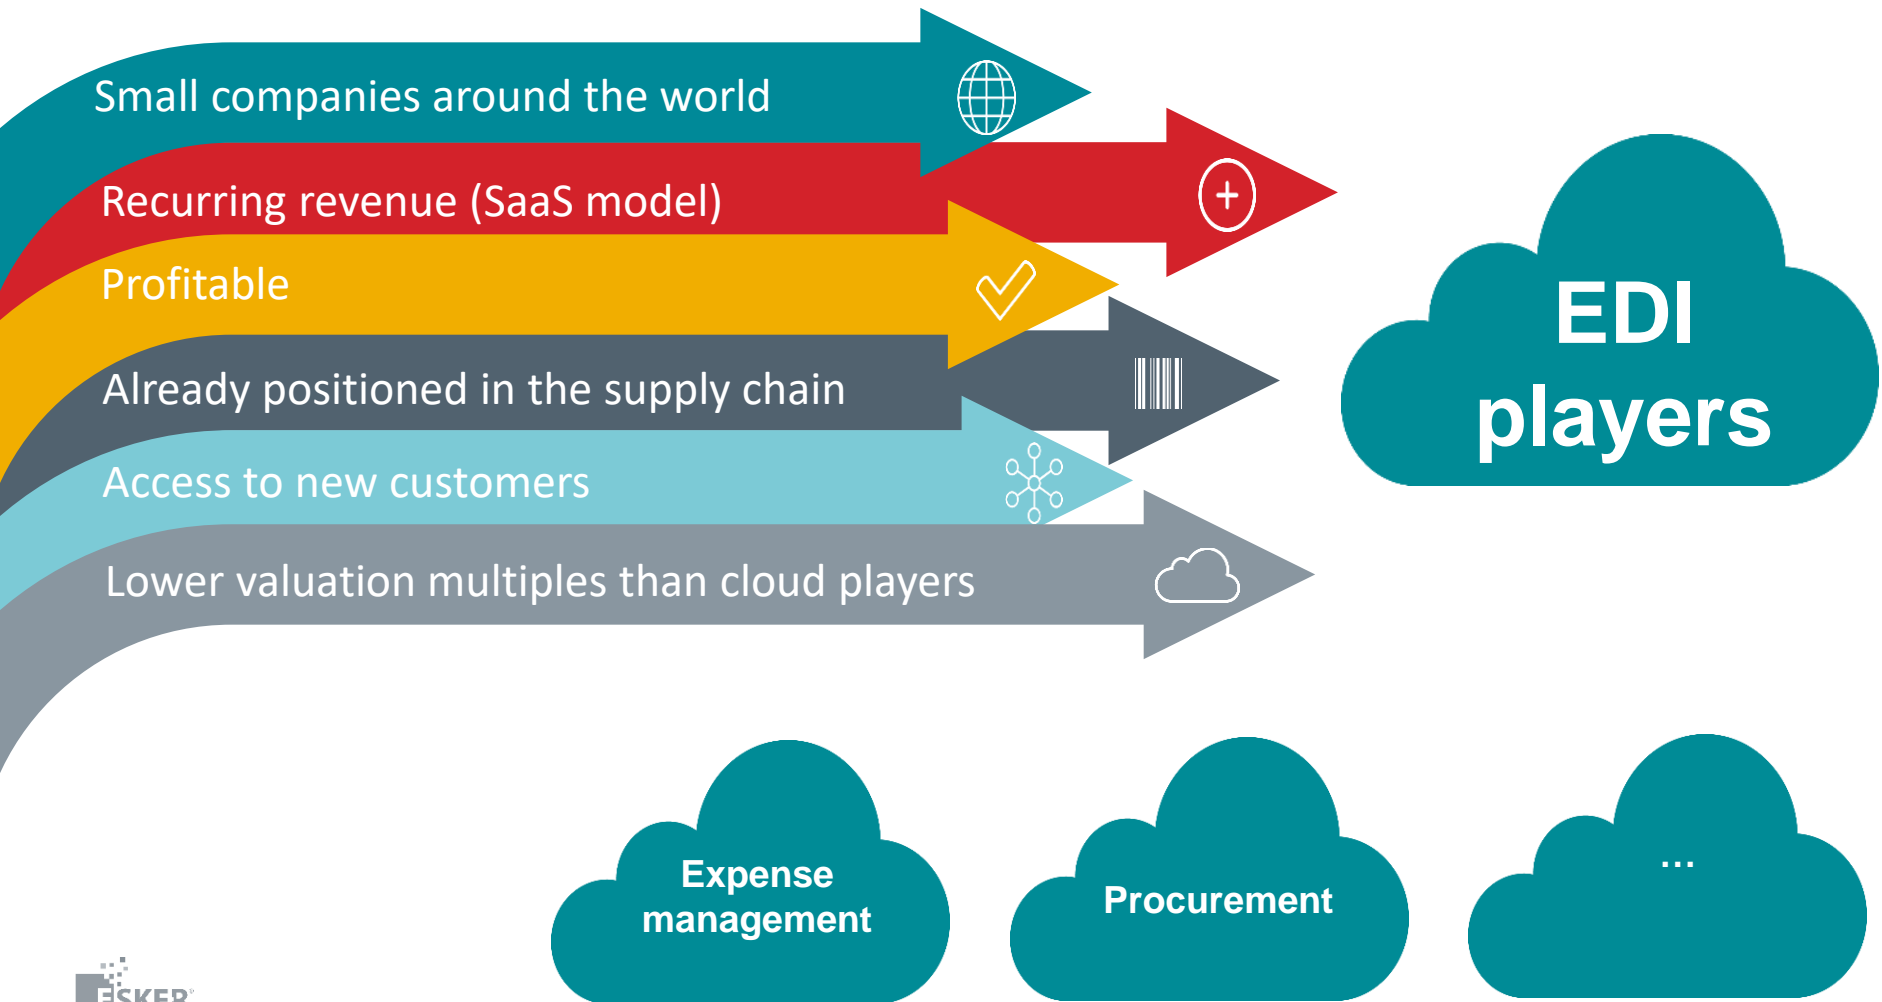 Small companies around the world
Recurring revenue (SaaS model)
Profitable
Already positioned in the supply chain
Access to new customers
Lower valuation multiples than cloud players
EDI
players
Expense
management
Procurement
...
ESKER